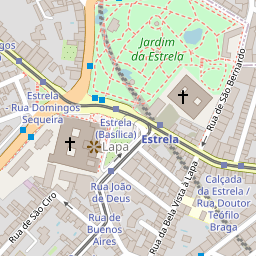 Jardim
da Estrela
Estrela
- Rua Domingos
Sequeira
Rua de São Bernardo
Estrela
(Basílica)
Lapa
Estrela
Rua João
de Deus
Calçada
da Estrela /
Rua Doutor
Teófilo
Braga
Rua da Bela Vista à Lapa
Rua de São Ciro
Rua de
Buenos
Aires